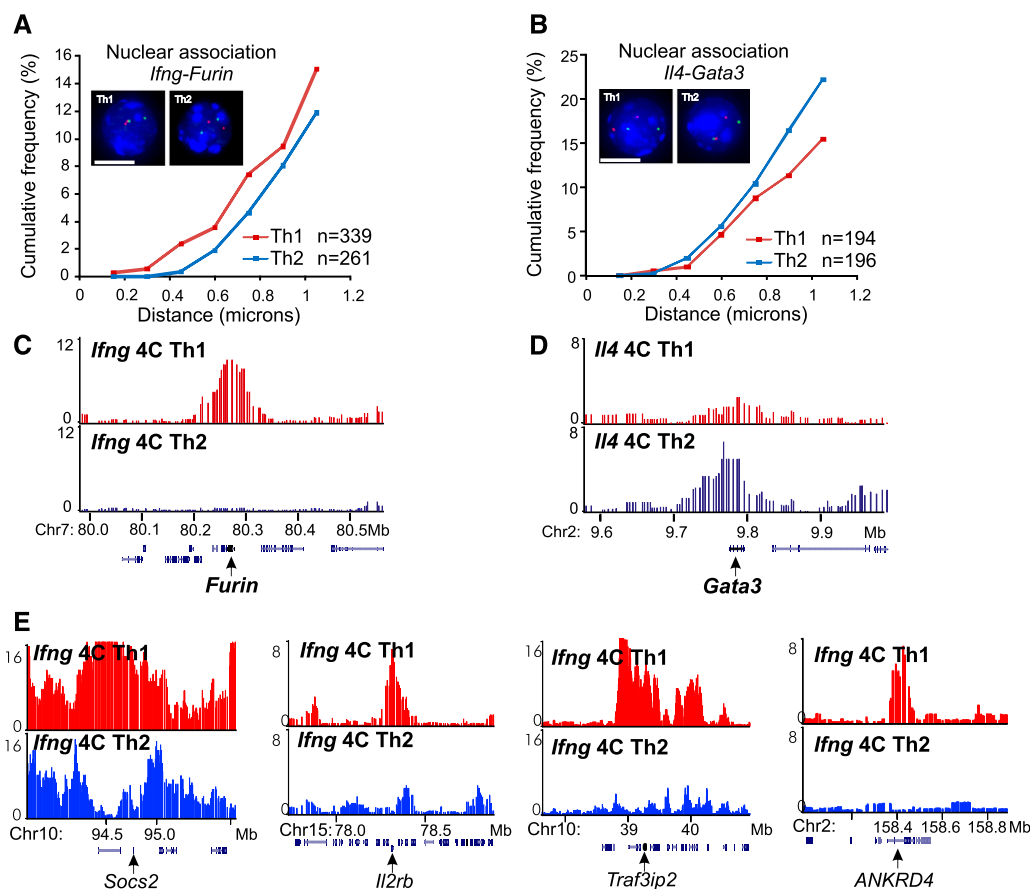 A
Nuclear association
Ifng-Furin
Cumulative frequency (%)
16
14
12
10
8
6
4
2
0
Th1
Th2
Th1 n=339
Th2 n=261
0.2 0.4 0.6 0.8 1.0 1.2
Distance (microns)
B
Nuclear association
Il4-Gata3
Cumulative frequency (%)
25
20
15
10
5
0
Th1
Th2
Th1 n=194
Th2 n=196
0 0.2 0.4 0.6 0.8 1.0 1.2
Distance (microns)
C
12
Ifng 4C Th1
0
12
Ifng 4C Th2
0
Chr7: 80.0 80.1 80.2 80.3 80.4 80.5Mb
Furin
D
8
Il4 4C Th1
0
8
Il4 4C Th2
0
Chr2: 9.6 9.7 9.8 9.9 Mb
Gata3
E
16
Ifng 4C Th1
0
16
Ifng 4C Th2
0
Chr10: 94.5 95.0 Mb
Socs2
8
Ifng 4C Th1
0
8
Ifng 4C Th2
0
Chr15: 78.0 78.5 Mb
Il2rb
16
Ifng 4C Th1
0
16
Ifng 4C Th2
0
Chr10: 39 40 Mb
Traf3ip2
8
Ifng 4C Th1
0
8
Ifng 4C Th2
0
Chr2: 158.4 158.6 158.8 Mb
ANKRD4